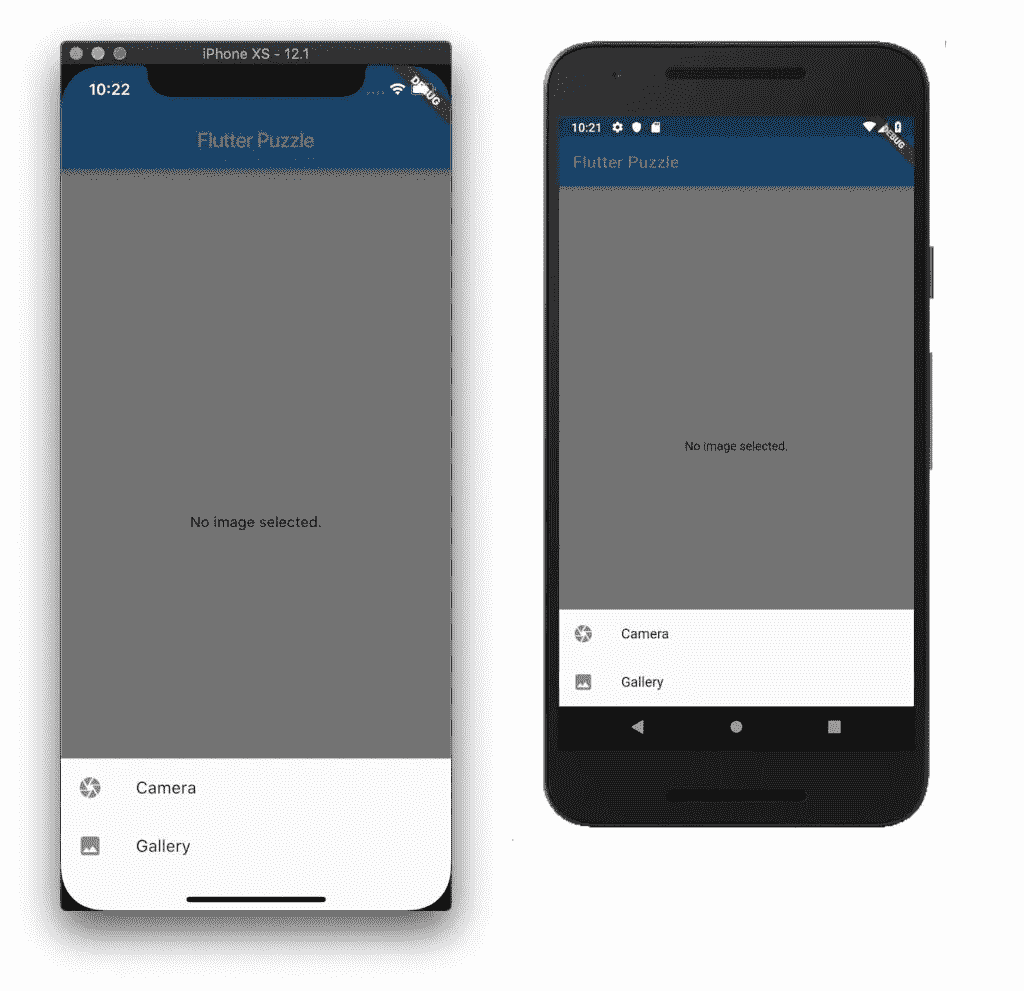 iPhone XS - 12.1
10:22
DEBUG
Flutter Puzzle
No image selected.
Camera
Gallery
10:21
DEBUG
Flutter Puzzle
No image selected.
Camera
Gallery